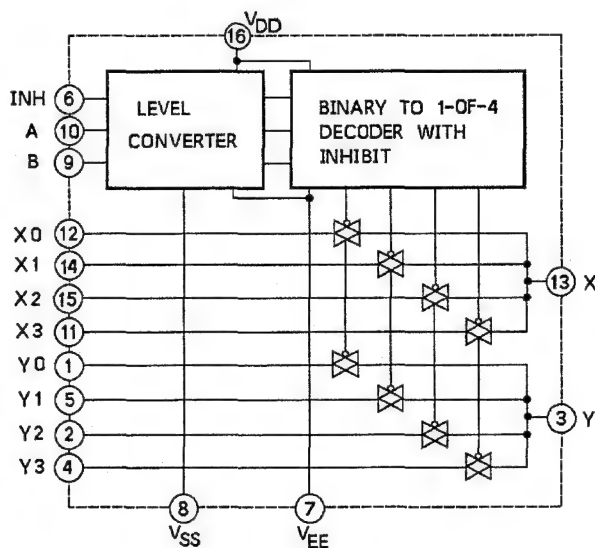 VDD
16
INH 6
A 10
B 9
LEVEL
CONVERTER
BINARY TO 1-OF-4
DECODER WITH
INHIBIT
X0 12
X1 14
X2 15
X3 11
Y0 1
Y1 5
Y2 2
Y3 4
13 X
3 Y
8
VSS
7
VEE